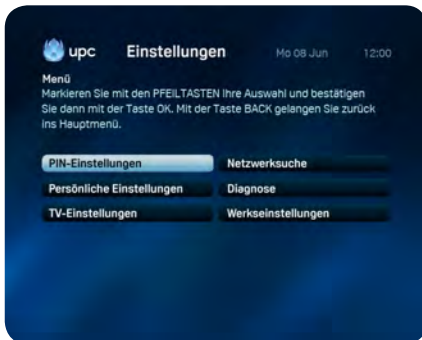 upc Einstellungen Mo 08 Jun 12:00
Menü
Markieren Sie mit den PFEILTASTEN Ihre Auswahl und bestätigen
Sie dann mit der Taste OK. Mit der Taste BACK gelangen Sie zurück
ins Hauptmenü.
PIN-Einstellungen Netzwerksuche
Persönliche Einstellungen Diagnose
TV-Einstellungen Werkseinstellungen